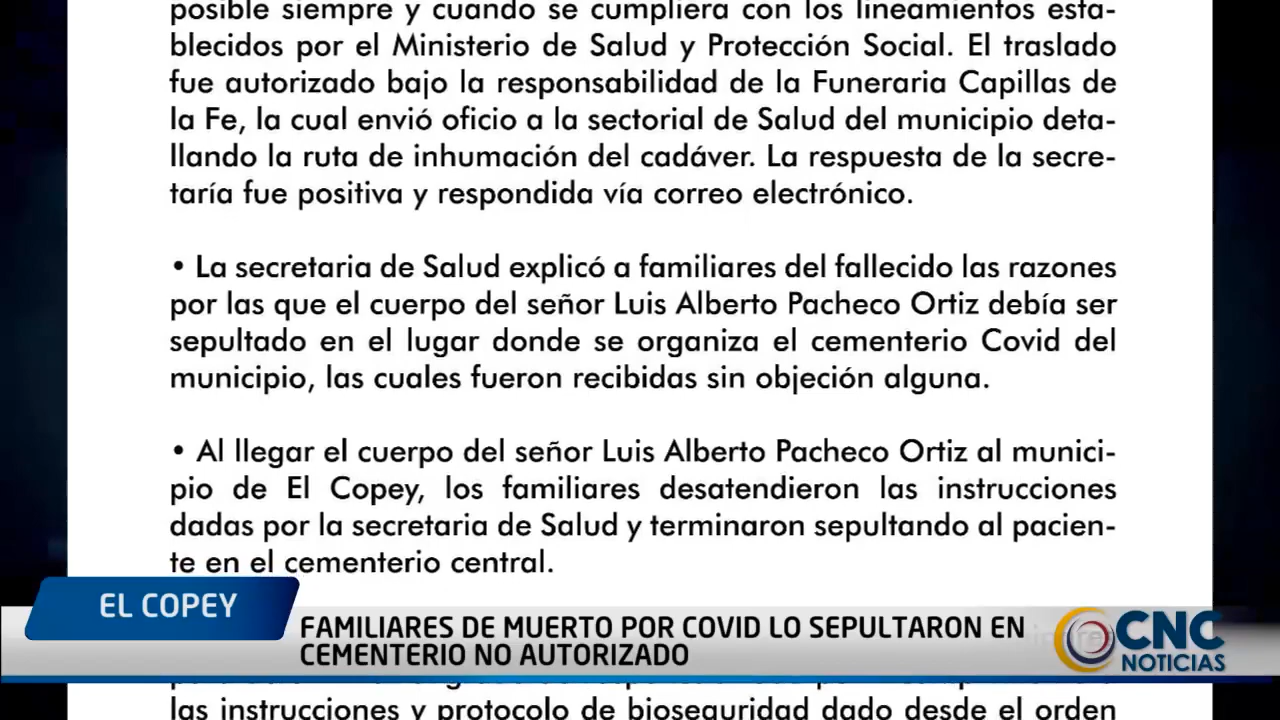 posible siempre y cuando se cumpliera con los lineamientos esta-
blecidos por el Ministerio de Salud y Protección Social. El traslado
fue autorizado bajo la responsabilidad de la Funeraria Capillas de
la Fe, la cual envió oficio a la sectorial de Salud del municipio deta-
llando la ruta de inhumación del cadáver. La respuesta de la secre-
taría fue positiva y respondida vía correo electrónico.
• La secretaria de Salud explicó a familiares del fallecido las razones
por las que el cuerpo del señor Luis Alberto Pacheco Ortiz debía ser
sepultado en el lugar donde se organiza el cementerio Covid del
municipio, las cuales fueron recibidas sin objeción alguna.
• Al llegar el cuerpo del señor Luis Alberto Pacheco Ortiz al munici-
pio de El Copey, los familiares desatendieron las instrucciones
dadas por la secretaria de Salud y terminaron sepultando al pacien-
te en el cementerio central.
EL COPEY
FAMILIARES DE MUERTO POR COVID LO SEPULTARON EN
CEMENTERIO NO AUTORIZADO
CNC
NOTICIAS
las instrucciones y protocolo de bioseguridad dado desde el orden